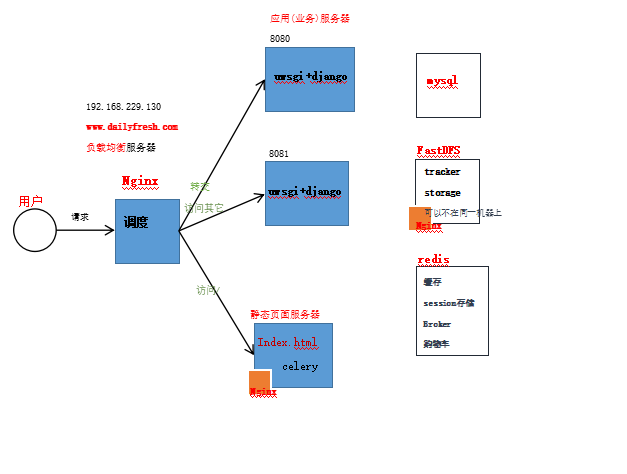 应用(业务)服务器
8080
uwsgi+django
mysql
192.168.229.130
www.dailyfresh.com
负载均衡服务器
8081
uwsgi+django
FastDFS
tracker
storage
可以不在同一机器上
Nginx
Nginx
转交
访问其它
用户
请求
调度
访问/
redis
缓存
session存储
Broker
购物车
静态页面服务器
Index.html
celery
Nginx